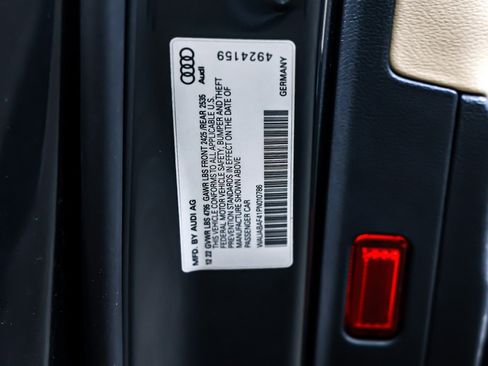 4924159
Audi
GERMANY
MFD. BY AUDI AG
12 22 GVWR LBS 4795 GAWR LBS FRONT 2425 /REAR 2535
THIS VEHICLE CONFORMS TO ALL APPLICABLE U.S.
FEDERAL MOTOR VEHICLE SAFETY, BUMPER AND THEFT
PREVENTION STANDARDS IN EFFECT ON THE DATE OF
MANUFACTURE SHOWN ABOVE
PASSENGER CAR
WAUABAF41PN010786